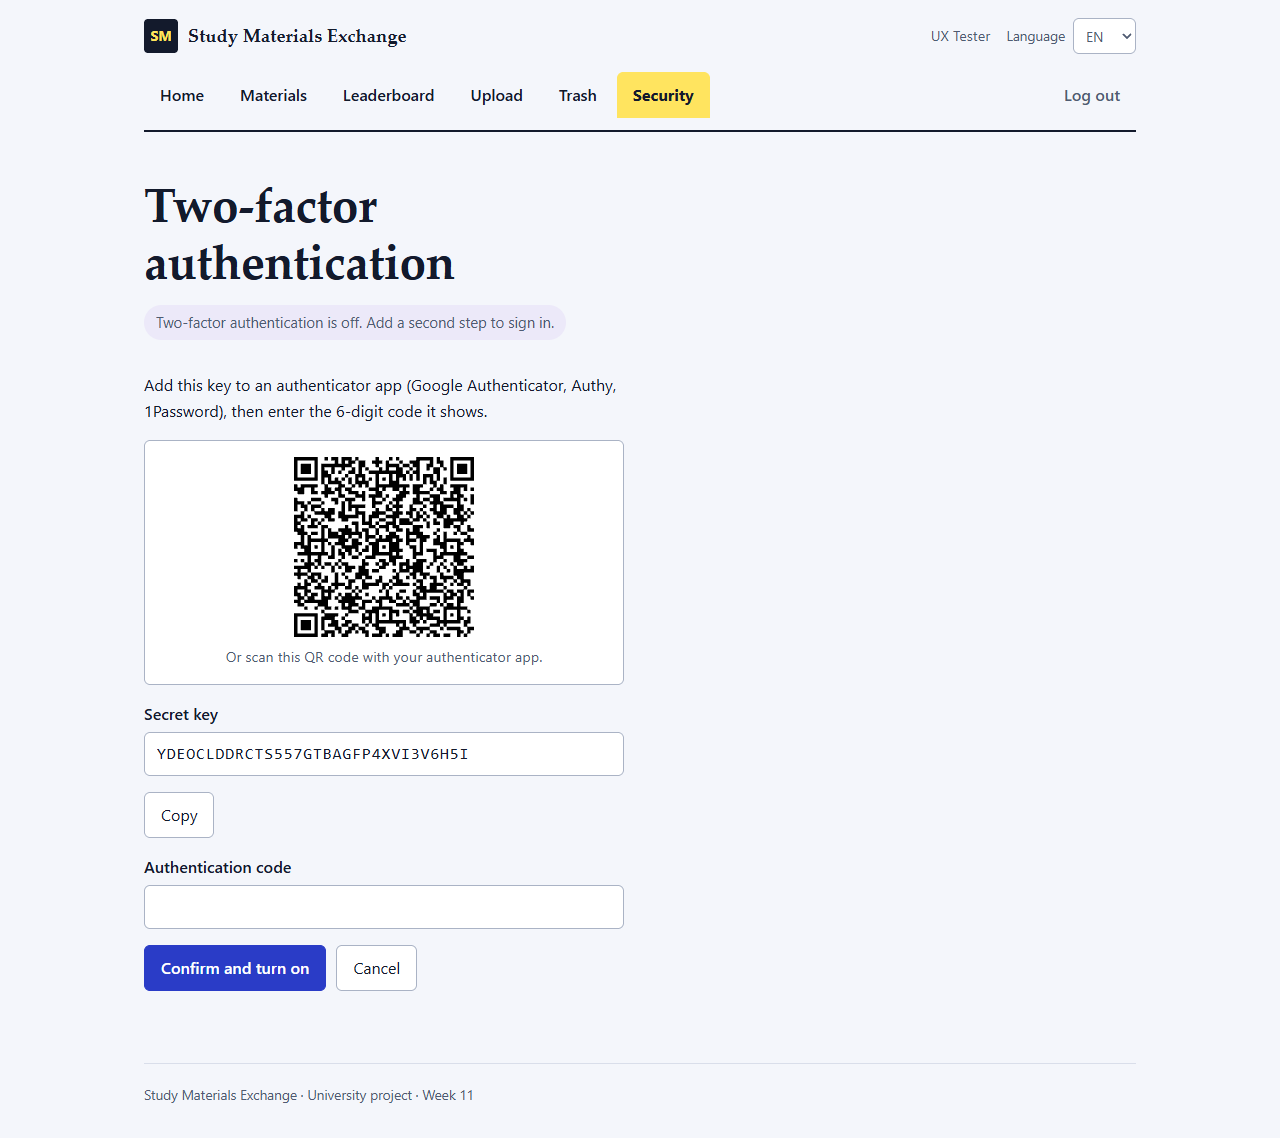 SM Study Materials Exchange
UX Tester Language EN
Home Materials Leaderboard Upload Trash Security Log out
Two-factor
authentication
Two-factor authentication is off. Add a second step to sign in.
Add this key to an authenticator app (Google Authenticator, Authy,
1Password), then enter the 6-digit code it shows.
Or scan this QR code with your authenticator app.
Secret key
YDEOCLDDRCTS557GTBAGFP4XVI3V6H5I
Copy
Authentication code
Confirm and turn on Cancel
Study Materials Exchange · University project · Week 11